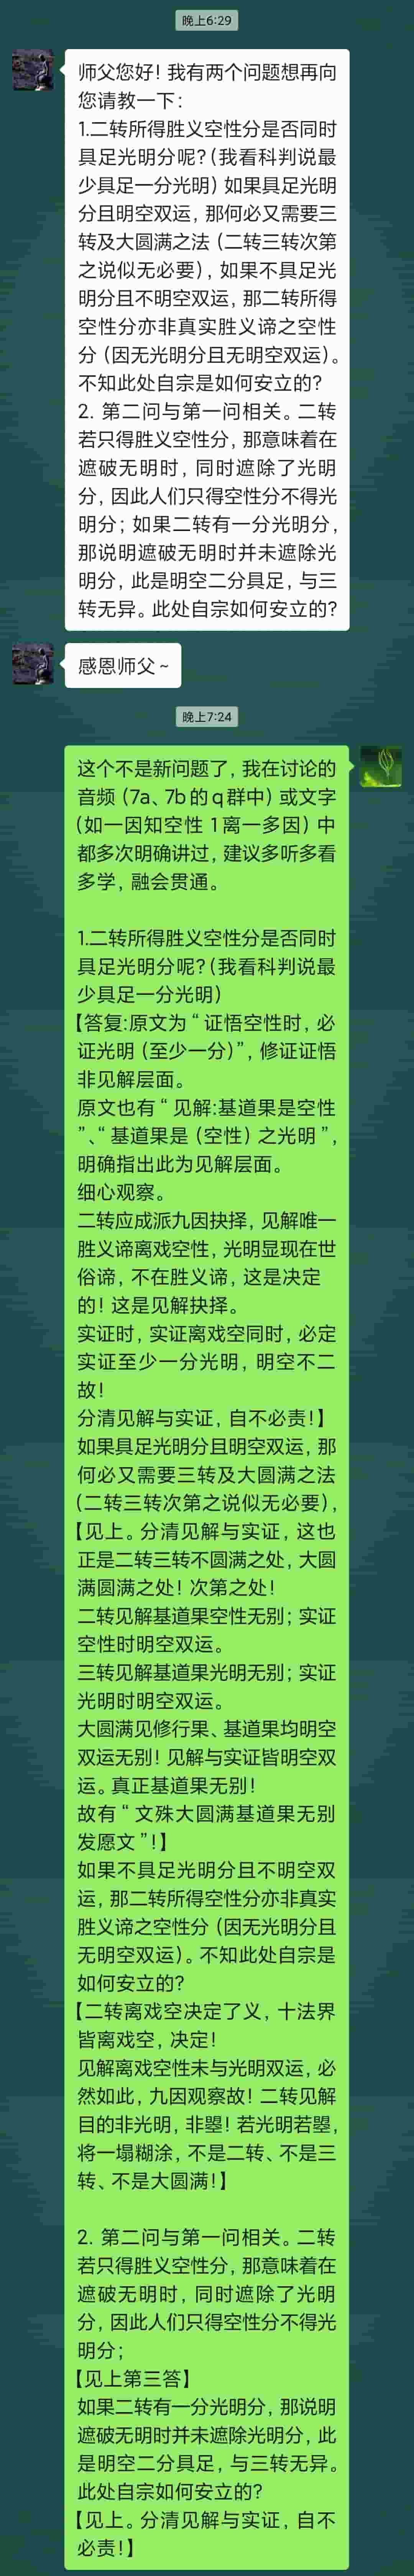 晚上6:29
师父您好！我有两个问题想再向
您请教一下：
1.二转所得胜义空性分是否同时
具足光明分呢？(我看科判说最
少具足一分光明）如果具足光明
分且明空双运，那何必又需要三
转及大圆满之法（二转三转次第
之说似无必要），如果不具足光
明分且不明空双运，那二转所得
空性分亦非真实胜义谛之空性
分（因无光明分且无明空双运）。
不知此处自宗是如何安立的？
2. 第二问与第一问相关。二转
若只得胜义空性分，那意味着在
遮破无明时，同时遮除了光明
分，因此人们只得空性分不得光
明分；如果二转有一分光明分，
那说明遮破无明时并未遮除光
明分，此是明空二分具足，与三
转无异。此处自宗如何安立的？
感恩师父~
晚上7:24
这个不是新问题了，我在讨论的
音频（7a、7b的q群中）或文字
（如一因知空性 1离一多因）中
都多次明确讲过，建议多听多看
多学，融会贯通。
1.二转所得胜义空性分是否同时
具足光明分呢？(我看科判说最
少具足一分光明）
【答复:原文为“证悟空性时，必
证光明（至少一分）”，修证证悟
非见解层面。
原文也有“见解:基道果是空性
”、“基道果是（空性）之光明”，
明确指出此为见解层面。
细心观察。
二转应成派九因抉择，见解唯一
胜义谛离戏空性，光明显现在世
俗谛，不在胜义谛，这是决定
的！这是见解抉择。
实证时，实证离戏空同时，必定
实证至少一分光明，明空不二
故！
分清见解与实证，自不必责！】
如果具足光明分且明空双运，那
何必又需要三转及大圆满之法
（二转三转次第之说似无必要），
【见上。分清见解与实证，这也
正是二转三转不圆满之处，大圆
满圆满之处！次第之处！
二转见解基道果空性无别；实证
空性时明空双运。
三转见解基道果光明无别；实证
光明时明空双运。
大圆满见修行果、基道果均明空
双运无别！见解与实证皆明空双
运。真正基道果无别！
故有“文殊大圆满基道果无别
发愿文”!】
如果不具足光明分且不明空双
运，那二转所得空性分亦非真实
胜义谛之空性分（因无光明分且
无明空双运）。不知此处自宗是
如何安立的？
【二转离戏空决定了义，十法界
皆离戏空，决定！
见解离戏空性未与光明双运，必
然如此，九因观察故！二转见解
目的非光明，非曌！若光明若曌，
将一塌糊涂，不是二转、不是三
转、不是大圆满！】
2. 第二问与第一问相关。二转
若只得胜义空性分，那意味着在
遮破无明时，同时遮除了光明
分，因此人们只得空性分不得光
明分；
【见上第三答】
如果二转有一分光明分，那说明
遮破无明时并未遮除光明分，此
是明空二分具足，与三转无异。
此处自宗如何安立的？
【见上。分清见解与实证，自不
必责！】